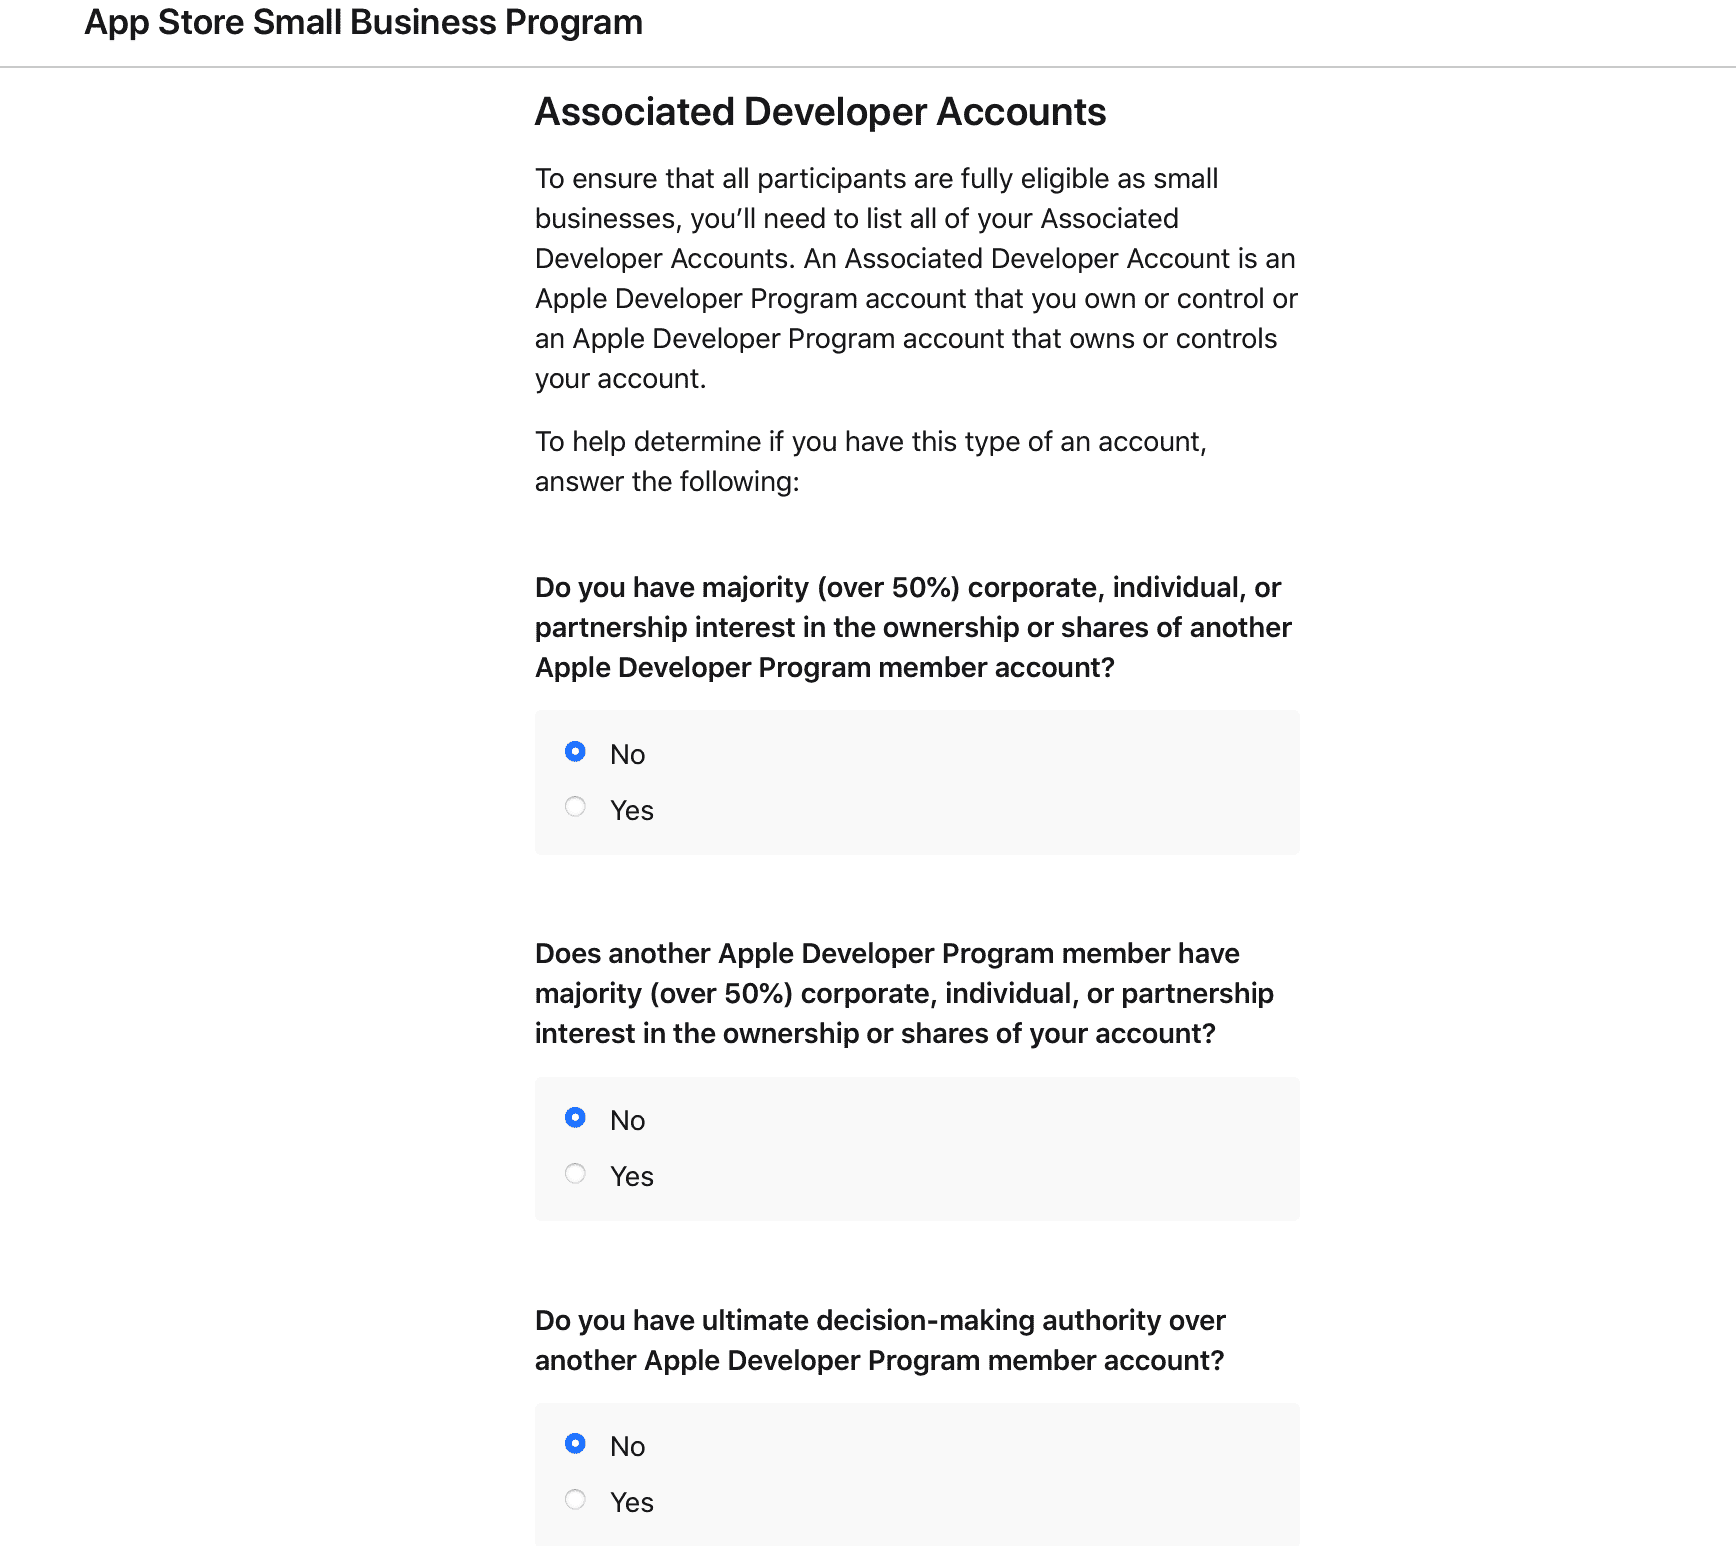 App Store Small Business Program
Associated Developer Accounts
To ensure that all participants are fully eligible as small
businesses, you’ll need to list all of your Associated
Developer Accounts. An Associated Developer Account is an
Apple Developer Program account that you own or control or
an Apple Developer Program account that owns or controls
your account.
To help determine if you have this type of an account,
answer the following:
Do you have majority (over 50%) corporate, individual, or
partnership interest in the ownership or shares of another
Apple Developer Program member account?
No
Yes
Does another Apple Developer Program member have
majority (over 50%) corporate, individual, or partnership
interest in the ownership or shares of your account?
No
Yes
Do you have ultimate decision-making authority over
another Apple Developer Program member account?
No
Yes